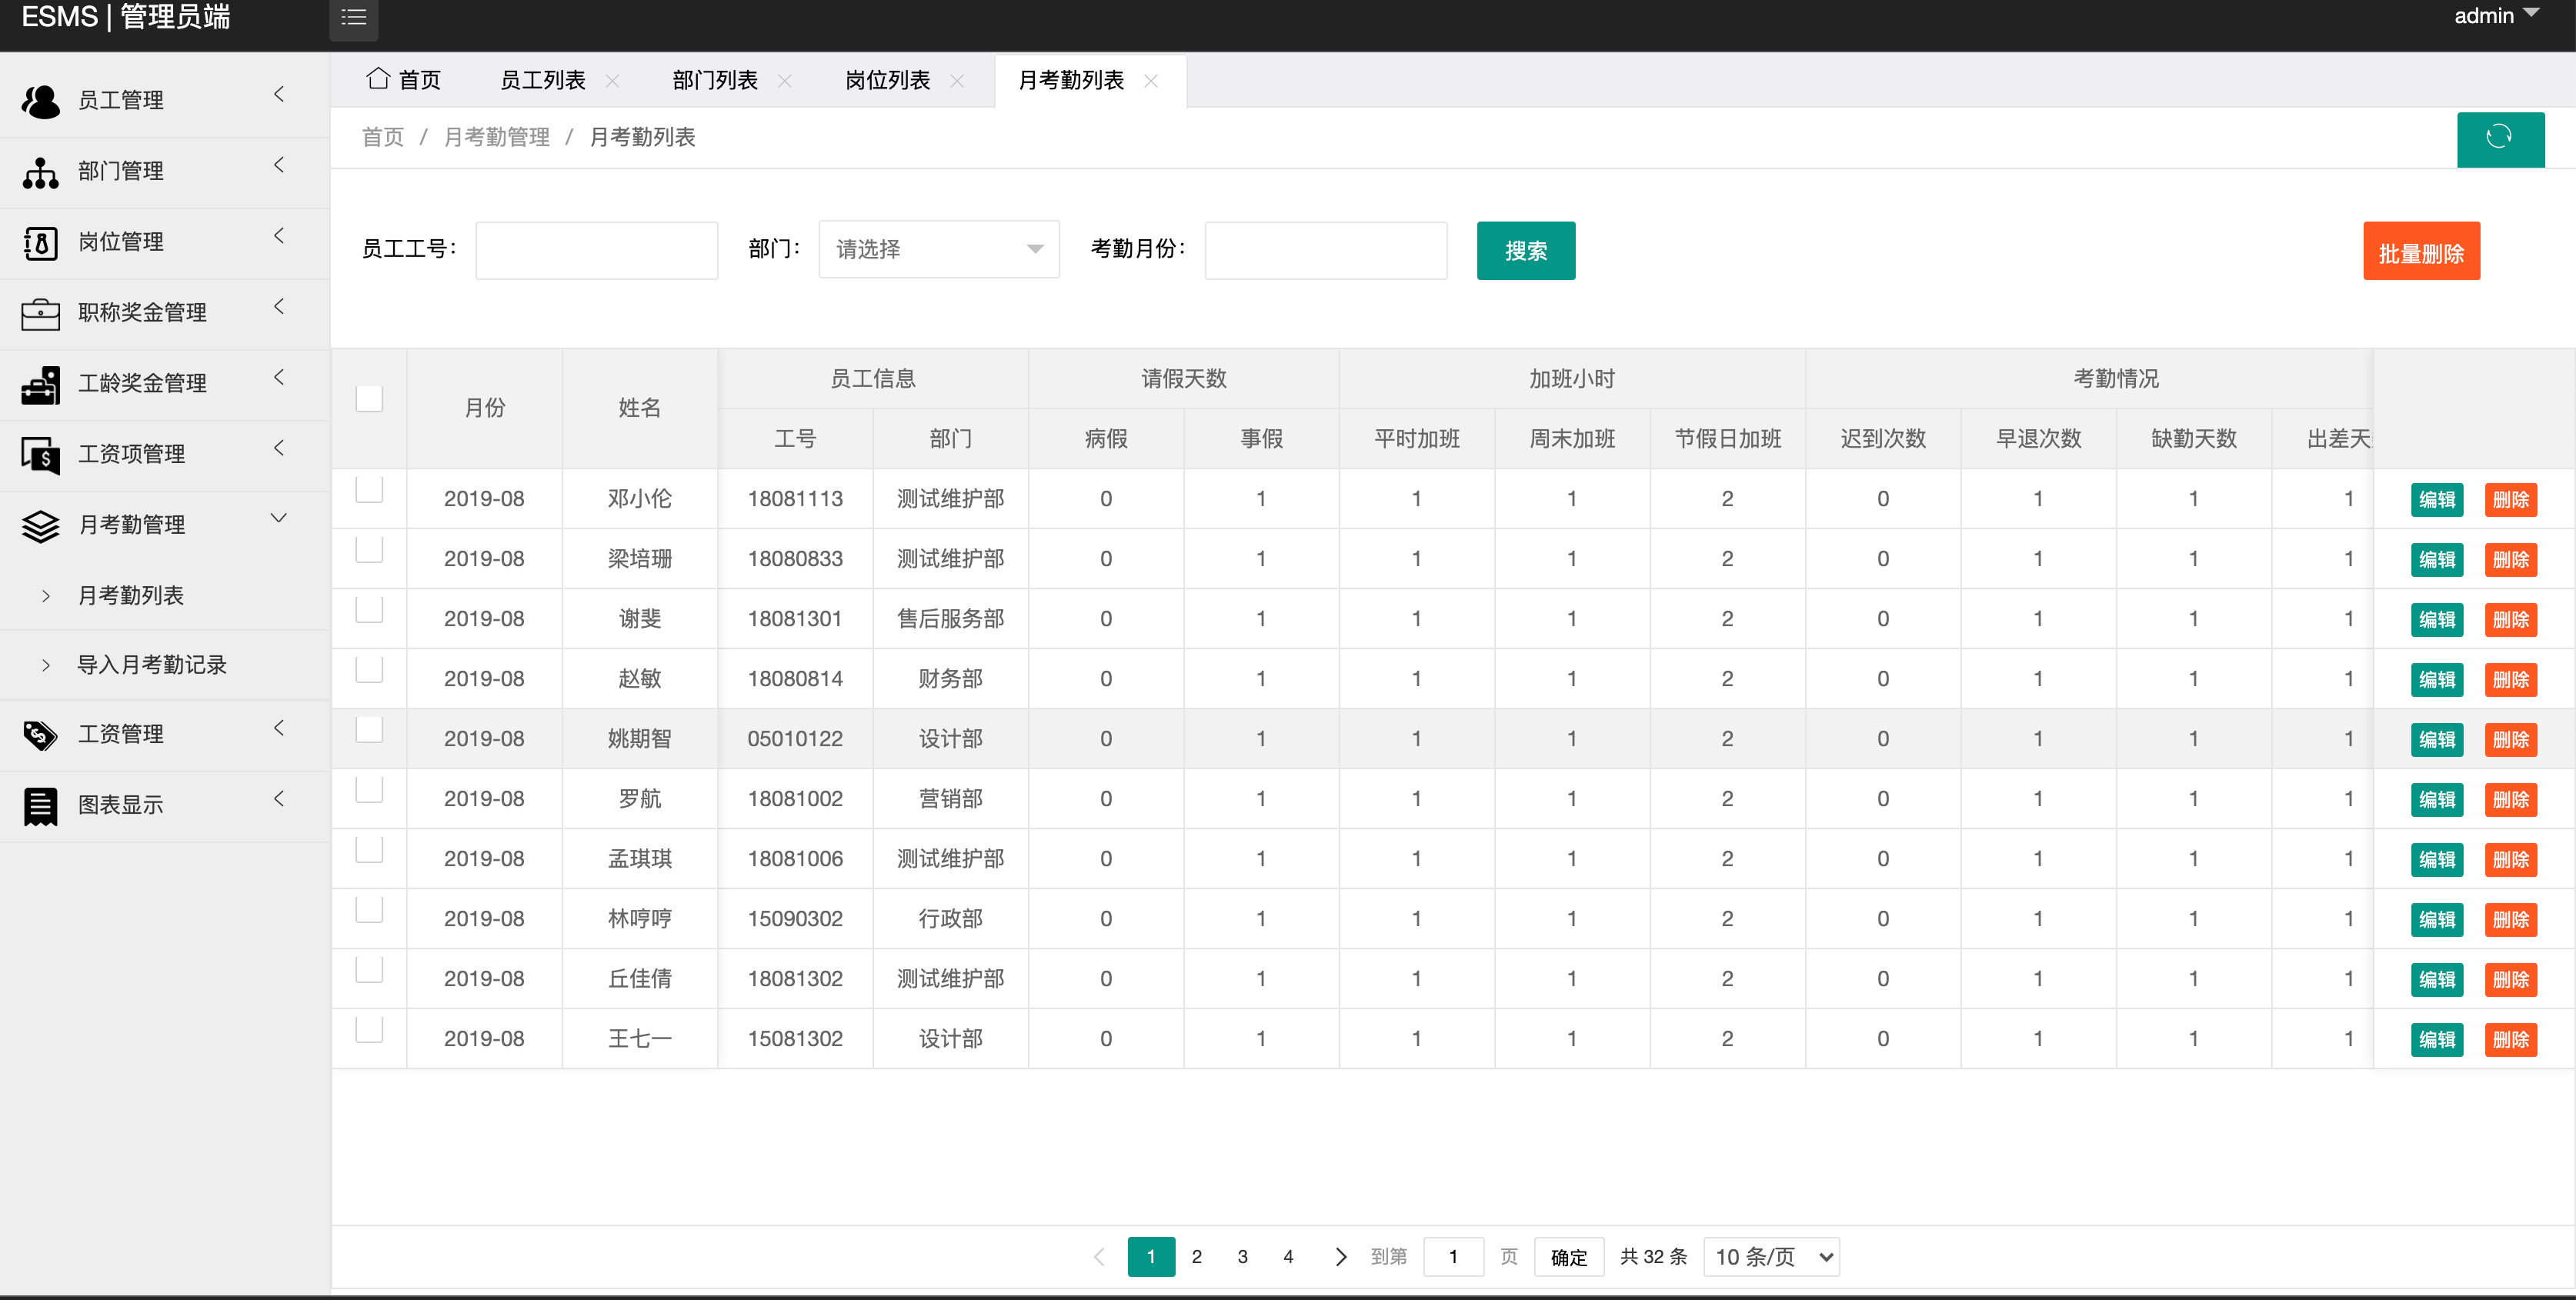 ESMS | 管理员端
admin
员工管理
部门管理
岗位管理
职称奖金管理
工龄奖金管理
工资项管理
月考勤管理
月考勤列表
导入月考勤记录
工资管理
图表显示
首页 员工列表 部门列表 岗位列表 月考勤列表
首页 / 月考勤管理 / 月考勤列表
员工工号： 部门： 请选择 考勤月份： 搜索 批量删除
月份 姓名 员工信息 请假天数 加班小时 考勤情况
工号 部门 病假 事假 平时加班 周末加班 节假日加班 迟到次数 早退次数 缺勤天数 出差天
2019-08 邓小伦 18081113 测试维护部 0 1 1 1 2 0 1 1 1 编辑 删除
2019-08 梁培珊 18080833 测试维护部 0 1 1 1 2 0 1 1 1 编辑 删除
2019-08 谢斐 18081301 售后服务部 0 1 1 1 2 0 1 1 1 编辑 删除
2019-08 赵敏 18080814 财务部 0 1 1 1 2 0 1 1 1 编辑 删除
2019-08 姚期智 05010122 设计部 0 1 1 1 2 0 1 1 1 编辑 删除
2019-08 罗航 18081002 营销部 0 1 1 1 2 0 1 1 1 编辑 删除
2019-08 孟琪琪 18081006 测试维护部 0 1 1 1 2 0 1 1 1 编辑 删除
2019-08 林哼哼 15090302 行政部 0 1 1 1 2 0 1 1 1 编辑 删除
2019-08 丘佳倩 18081302 测试维护部 0 1 1 1 2 0 1 1 1 编辑 删除
2019-08 王七一 15081302 设计部 0 1 1 1 2 0 1 1 1 编辑 删除
1 2 3 4 到第 1 页 确定 共 32 条 10 条/页